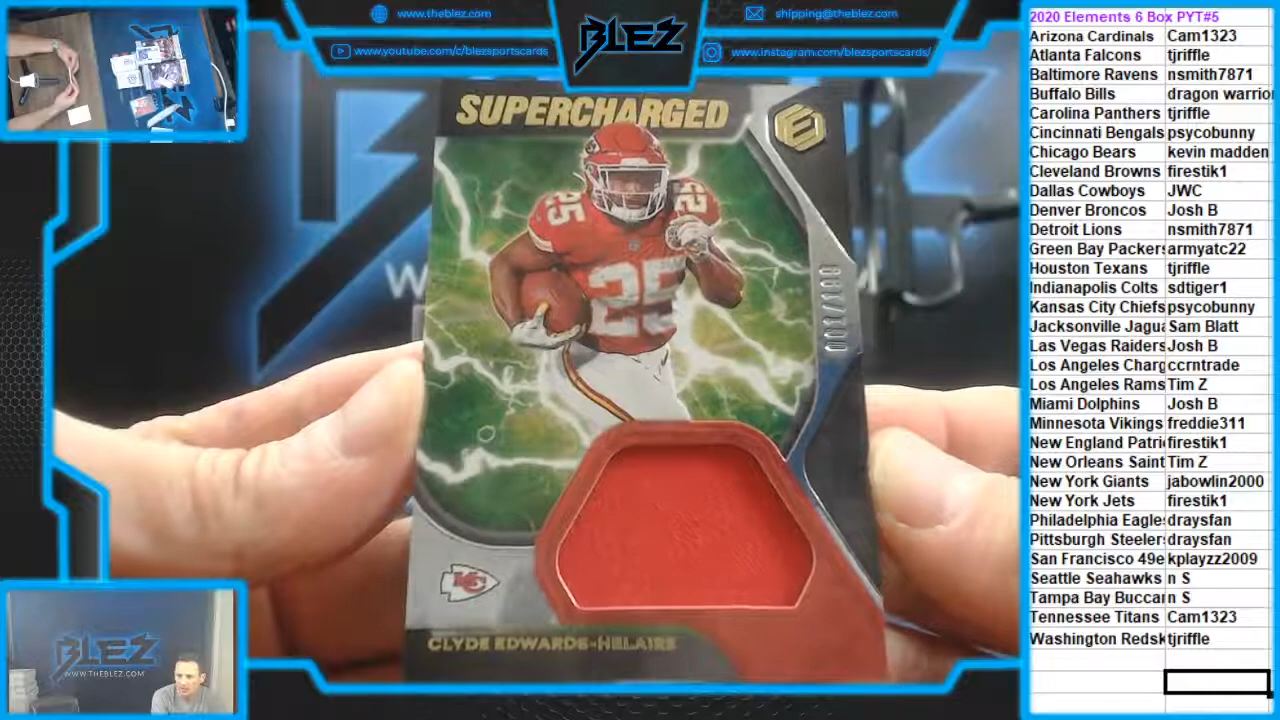 www.theblez.com
shipping@theblez.com
www.youtube.com/c/blezsportscards
www.instagram.com/blezsportscards/
BLEZ
SUPERCHARGED
E
25
25
KC
CLYDE EDWARDS-HELAIRE
BLEZ
WWW.THEBLEZ.COM
2020 Elements 6 Box PYT#5
Arizona Cardinals Cam1323
Atlanta Falcons tjriffle
Baltimore Ravens nsmith7871
Buffalo Bills dragon warrio
Carolina Panthers tjriffle
Cincinnati Bengals psycobunny
Chicago Bears kevin madden
Cleveland Browns firestik1
Dallas Cowboys JWC
Denver Broncos Josh B
Detroit Lions nsmith7871
Green Bay Packers armyatc22
Houston Texans tjriffle
Indianapolis Colts sdtiger1
Kansas City Chiefs psycobunny
Jacksonville Jagua Sam Blatt
Las Vegas Raiders Josh B
Los Angeles Charg ccrntrade
Los Angeles Rams Tim Z
Miami Dolphins Josh B
Minnesota Vikings freddie311
New England Patri firestik1
New Orleans Saint Tim Z
New York Giants jabowlin2000
New York Jets firestik1
Philadelphia Eagle draysfan
Pittsburgh Steelers draysfan
San Francisco 49e kplayzz2009
Seattle Seahawks n S
Tampa Bay Buccan n S
Tennessee Titans Cam1323
Washington Redsk tjriffle